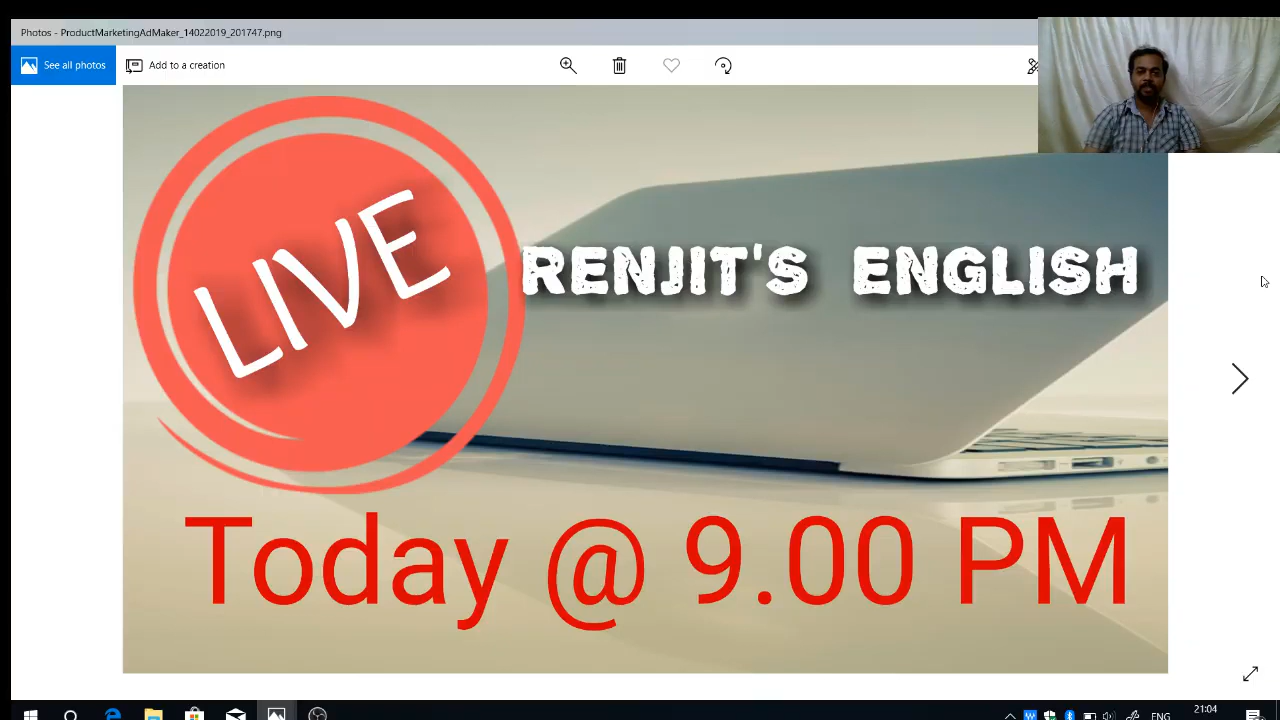 Photos - ProductMarketingAdMaker_14022019_201747.png
See all photos
Add to a creation
LIVE
RENJIT'S ENGLISH
Today @ 9.00 PM
21:04
ENG